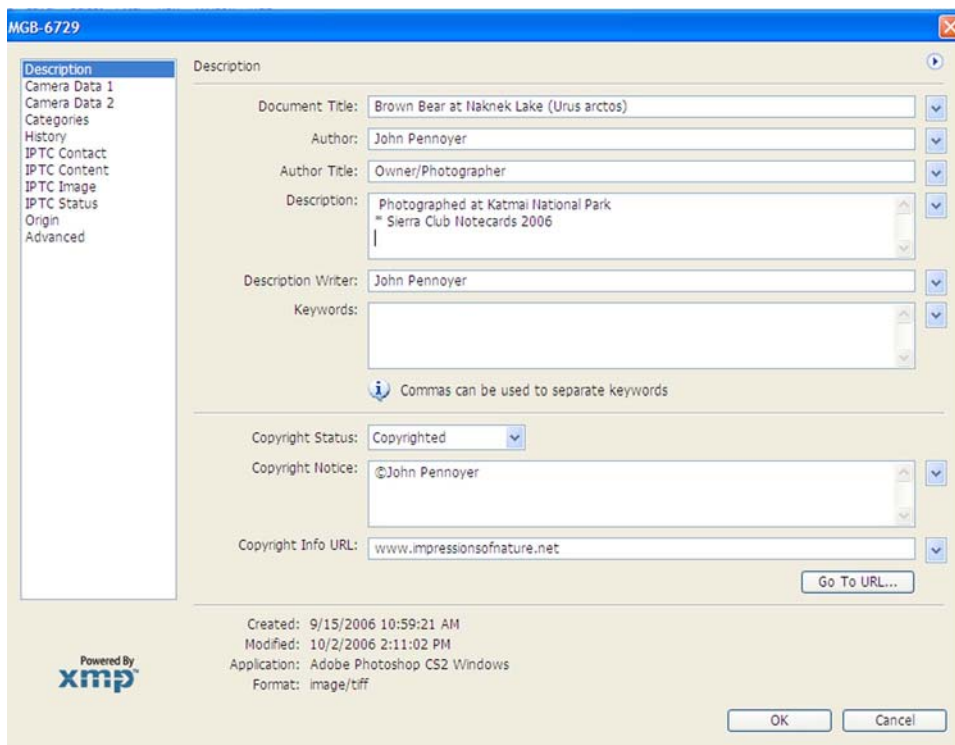 MGB-6729
Description
Camera Data 1
Camera Data 2
Categories
History
IPTC Contact
IPTC Content
IPTC Image
IPTC Status
Origin
Advanced
Description
Document Title: Brown Bear at Naknek Lake (Urus arctos)
Author: John Pennoyer
Author Title: Owner/Photographer
Description: Photographed at Katmai National Park
* Sierra Club Notecards 2006
Description Writer: John Pennoyer
Keywords:
Commas can be used to separate keywords
Copyright Status: Copyrighted
Copyright Notice: ©John Pennoyer
Copyright Info URL: www.impressionsofnature.net
Go To URL...
Created: 9/15/2006 10:59:21 AM
Modified: 10/2/2006 2:11:02 PM
Application: Adobe Photoshop CS2 Windows
Format: image/tiff
Powered By
xmp™
OK
Cancel